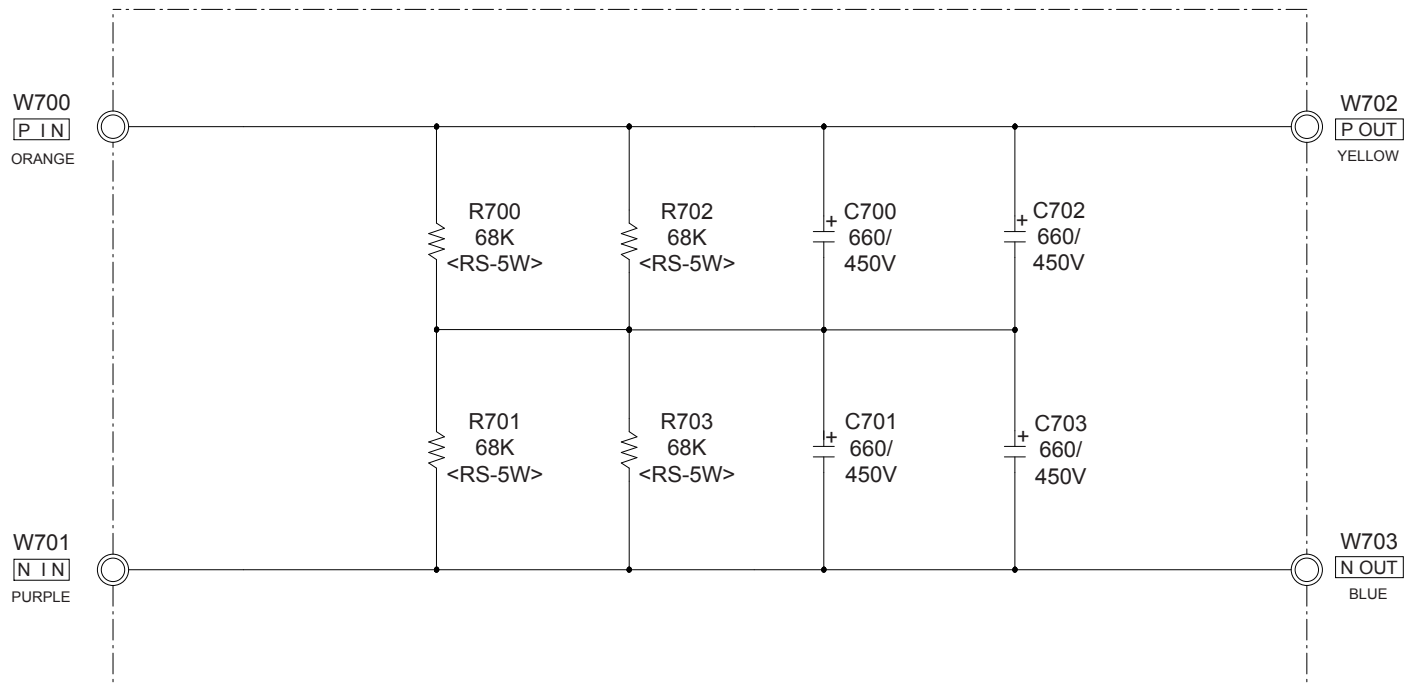 W700
P IN
ORANGE
W702
P OUT
YELLOW
R700
68K
<RS-5W>
R702
68K
<RS-5W>
+ C700
660/
450V
+ C702
660/
450V
R701
68K
<RS-5W>
R703
68K
<RS-5W>
+ C701
660/
450V
+ C703
660/
450V
W701
N IN
PURPLE
W703
N OUT
BLUE